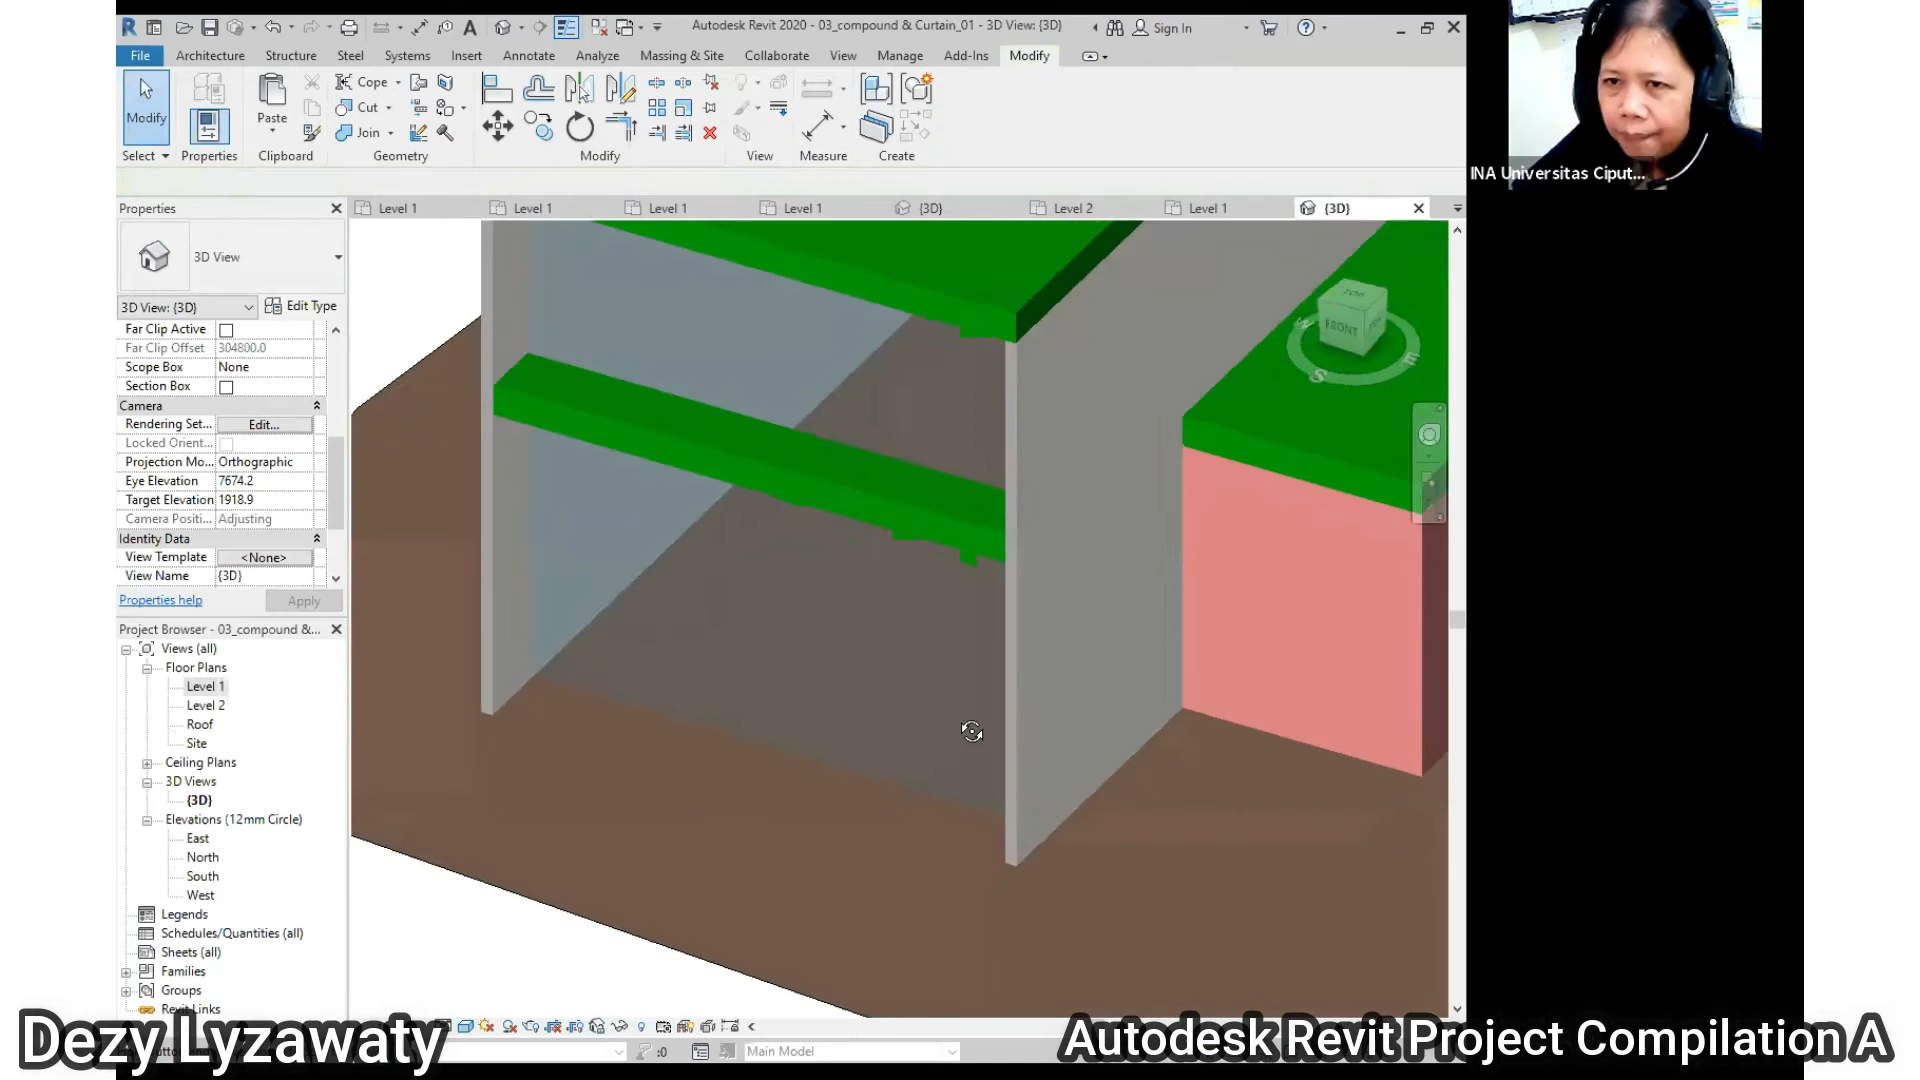 Autodesk Revit 2020 - 03_compound & Curtain_01 - 3D View: {3D}
Sign In
File Architecture Structure Steel Systems Insert Annotate Analyze Massing & Site Collaborate View Manage Add-Ins Modify
Modify
Paste
Cope
Cut
Join
Select Properties Clipboard Geometry Modify View Measure Create
INA Universitas Ciput...
Properties
Level 1 Level 1 Level 1 Level 1 {3D} Level 2 Level 1 {3D}
3D View
3D View: {3D} Edit Type
Far Clip Active
Far Clip Offset 304800.0
Scope Box None
Section Box
Camera
Rendering Set... Edit...
Locked Orient...
Projection Mo... Orthographic
Eye Elevation 7674.2
Target Elevation 1918.9
Camera Positi... Adjusting
Identity Data
View Template <None>
View Name {3D}
Properties help Apply
TOP
FRONT
W
S
E
Project Browser - 03_compound &...
Views (all)
Floor Plans
Level 1
Level 2
Roof
Site
Ceiling Plans
3D Views
{3D}
Elevations (12mm Circle)
East
North
South
West
Legends
Schedules/Quantities (all)
Sheets (all)
Families
Groups
Revit Links
:0 Main Model
Dezy Lyzawaty
Autodesk Revit Project Compilation A